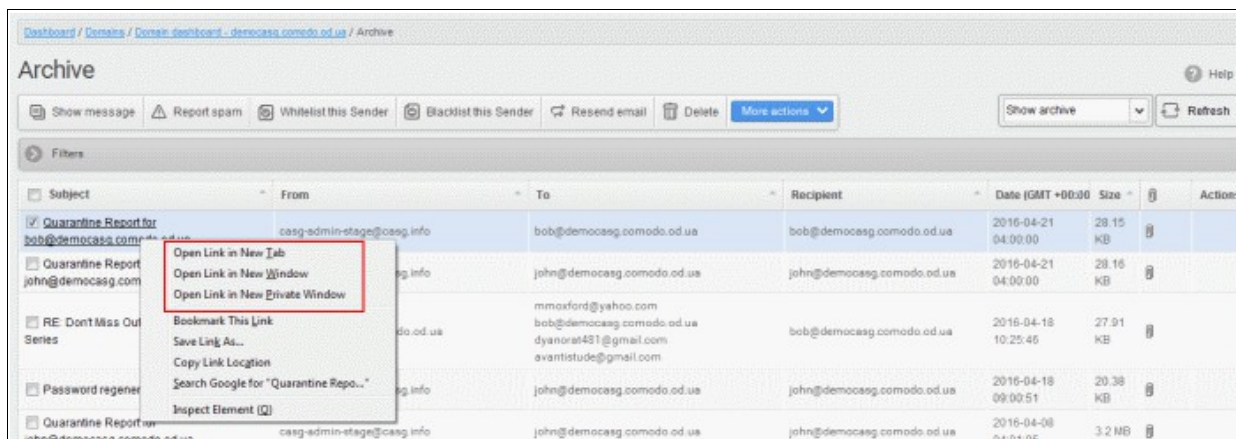 Dashboard / Domains / Domain dashboard - democasg.comodo.od.ua / Archive
Archive
Help
Show message Report spam Whitelist this Sender Blacklist this Sender Resend email Delete More actions
Show archive Refresh
Filters
Subject From To Recipient Date (GMT +00:00 Size Action
Quarantine Report for
bob@democasg.comodo.od.ua
casg-admin-stage@casg.info bob@democasg.comodo.od.ua bob@democasg.comodo.od.ua
2016-04-21
04:00:00
28.15
KB
Open Link in New Tab
Open Link in New Window
Open Link in New Private Window
Bookmark This Link
Save Link As...
Copy Link Location
Search Google for "Quarantine Repo..."
Inspect Element (Q)
Quarantine Report
john@democasg.com
sg.info john@democasg.comodo.od.ua john@democasg.comodo.od.ua
2016-04-21
04:00:00
28.16
KB
RE: Don't Miss Out
Series
do.od.ua
mmoxford@yahoo.com
bob@democasg.comodo.od.ua
dyanorat481@gmail.com
avantistude@gmail.com
bob@democasg.comodo.od.ua
2016-04-18
10:25:46
27.91
KB
Password regener
sg.info john@democasg.comodo.od.ua john@democasg.comodo.od.ua
2016-04-18
09:00:51
20.38
KB
Quarantine Report for
casg-admin-stage@casg.info john@democasg.comodo.od.ua john@democasg.comodo.od.ua
2016-04-08
3.2 MB